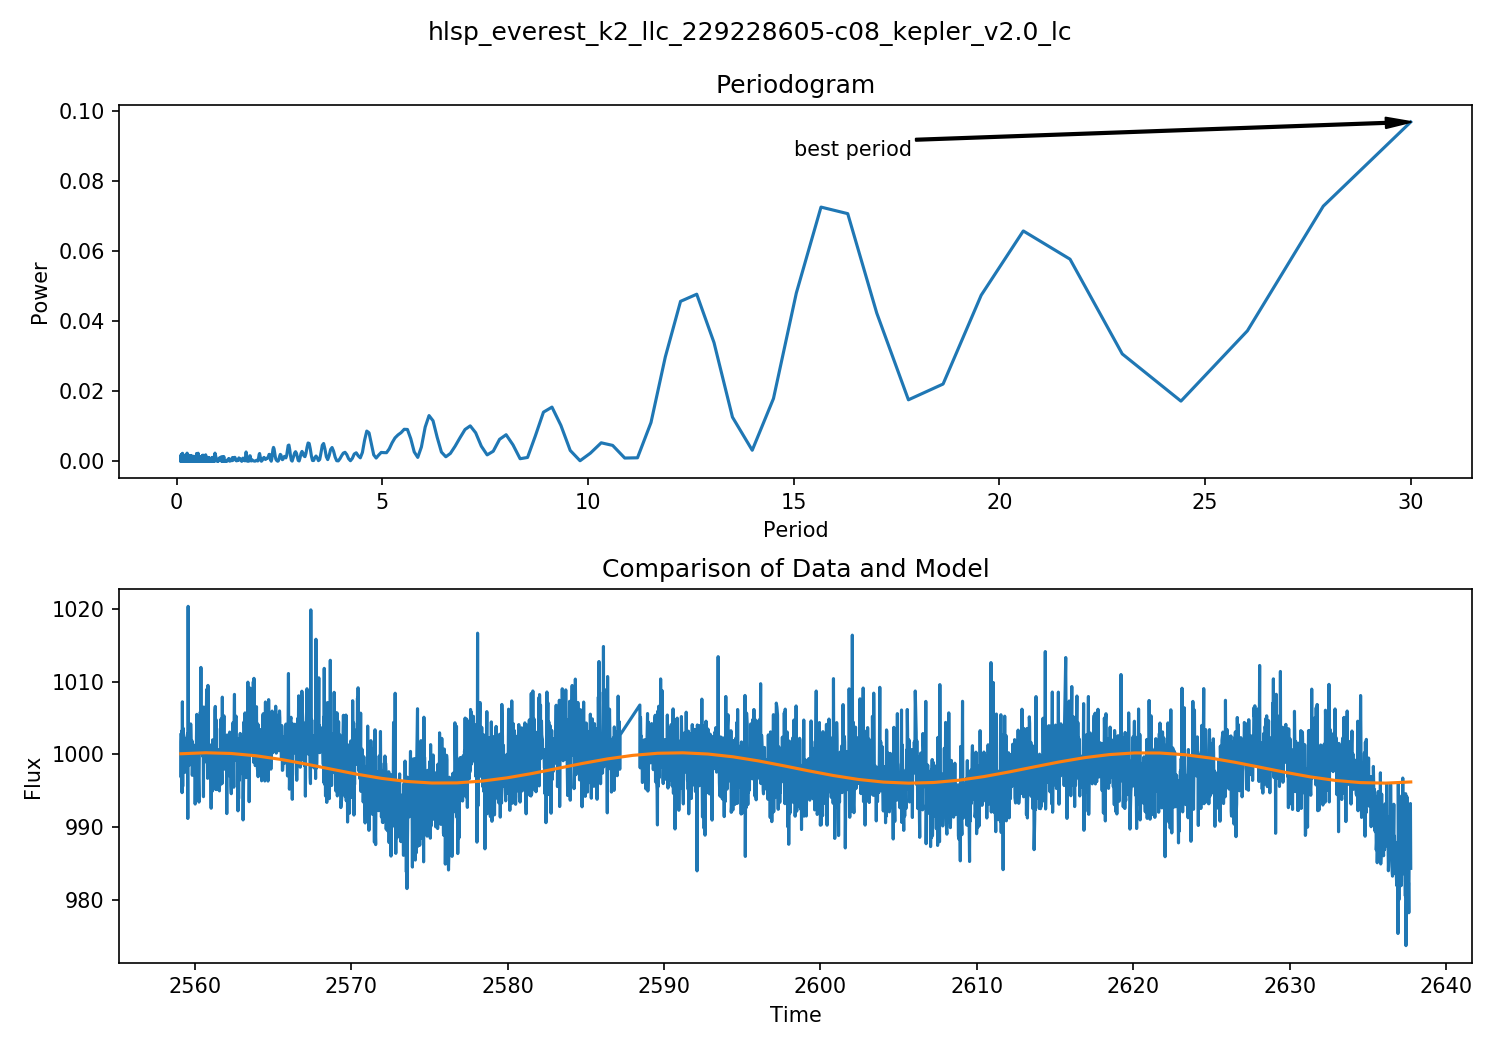 hlsp_everest_k2_llc_229228605-c08_kepler_v2.0_lc
Periodogram
0.10
0.08
0.06
0.04
0.02
0.00
Power
best period
0 5 10 15 20 25 30
Period
Comparison of Data and Model
1020
1010
1000
990
980
Flux
2560 2570 2580 2590 2600 2610 2620 2630 2640
Time